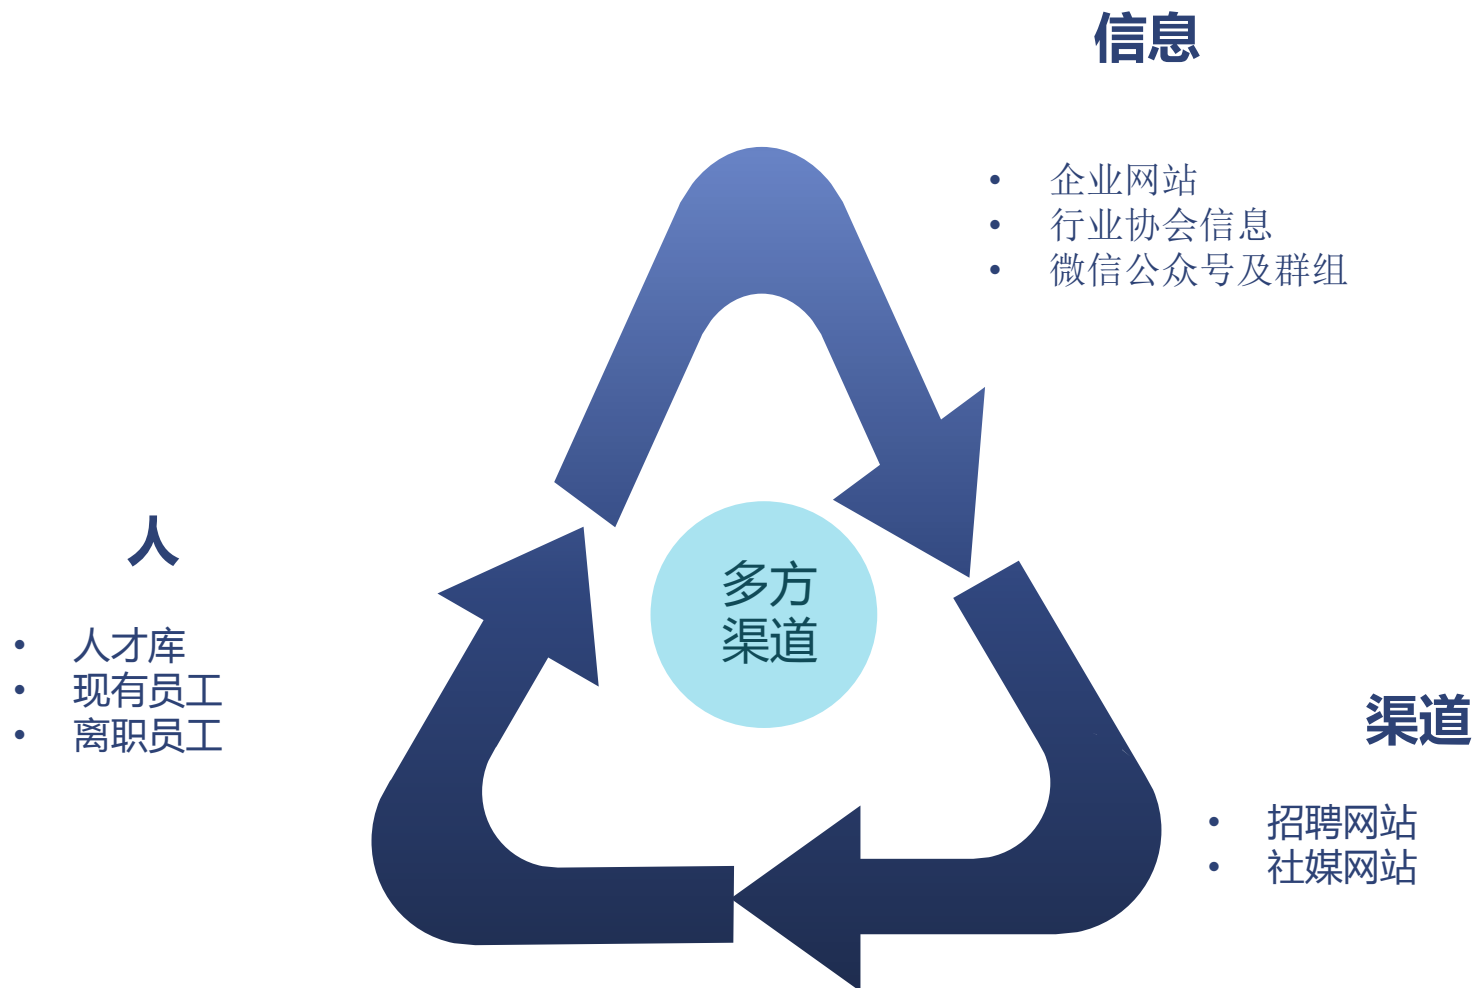 信息
• 企业网站
• 行业协会信息
• 微信公众号及群组
人
• 人才库
• 现有员工
• 离职员工
多方
渠道
渠道
• 招聘网站
• 社媒网站